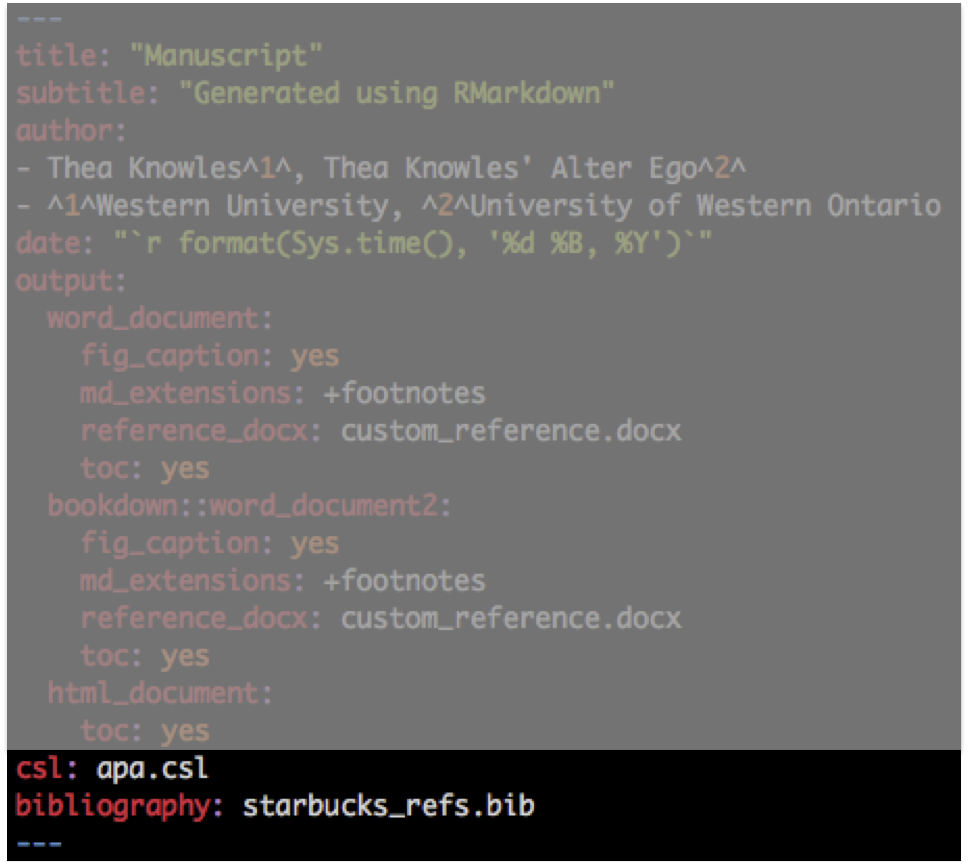 ---
title: "Manuscript"
subtitle: "Generated using RMarkdown"
author:
- Thea Knowles^1^, Thea Knowles' Alter Ego^2^
- ^1^Western University, ^2^University of Western Ontario
date: "`r format(Sys.time(), '%d %B, %Y')`"
output:
  word_document:
    fig_caption: yes
    md_extensions: +footnotes
    reference_docx: custom_reference.docx
    toc: yes
  bookdown::word_document2:
    fig_caption: yes
    md_extensions: +footnotes
    reference_docx: custom_reference.docx
    toc: yes
  html_document:
    toc: yes
csl: apa.csl
bibliography: starbucks_refs.bib
---